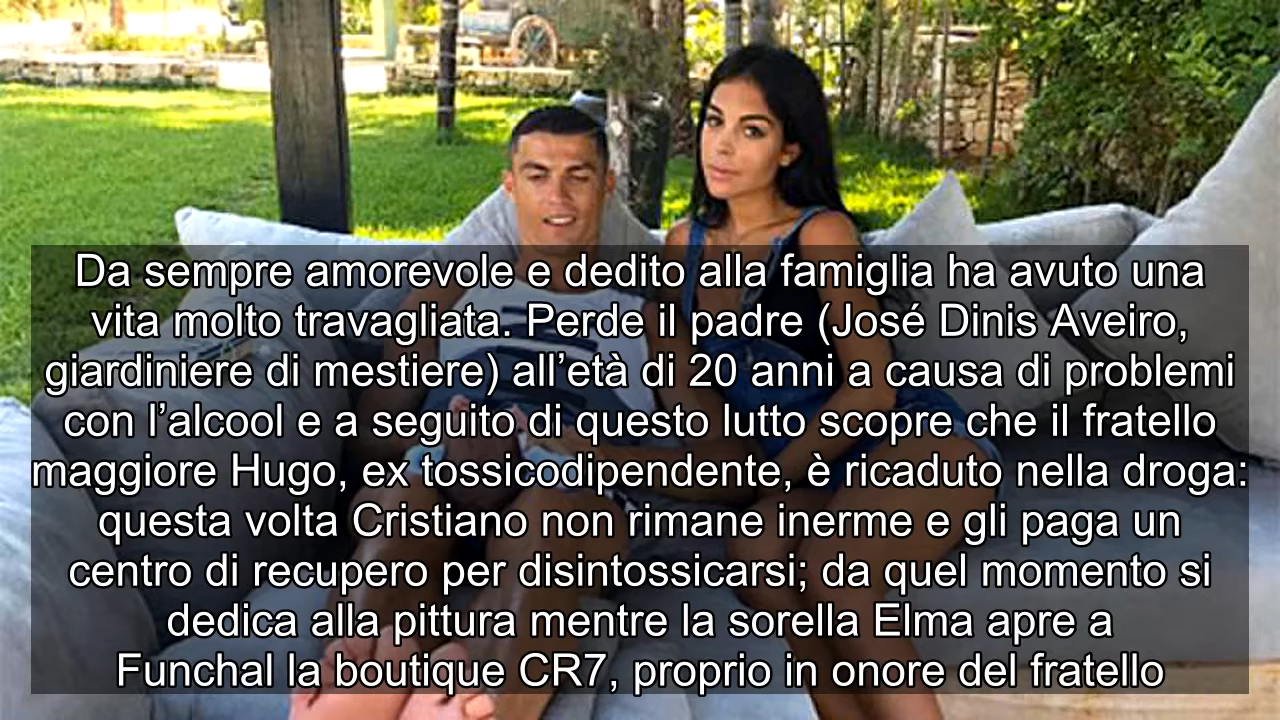 Da sempre amorevole e dedito alla famiglia ha avuto una
vita molto travagliata. Perde il padre (José Dinis Aveiro,
giardiniere di mestiere) all’età di 20 anni a causa di problemi
con l’alcool e a seguito di questo lutto scopre che il fratello
maggiore Hugo, ex tossicodipendente, è ricaduto nella droga:
questa volta Cristiano non rimane inerme e gli paga un
centro di recupero per disintossicarsi; da quel momento si
dedica alla pittura mentre la sorella Elma apre a
Funchal la boutique CR7, proprio in onore del fratello